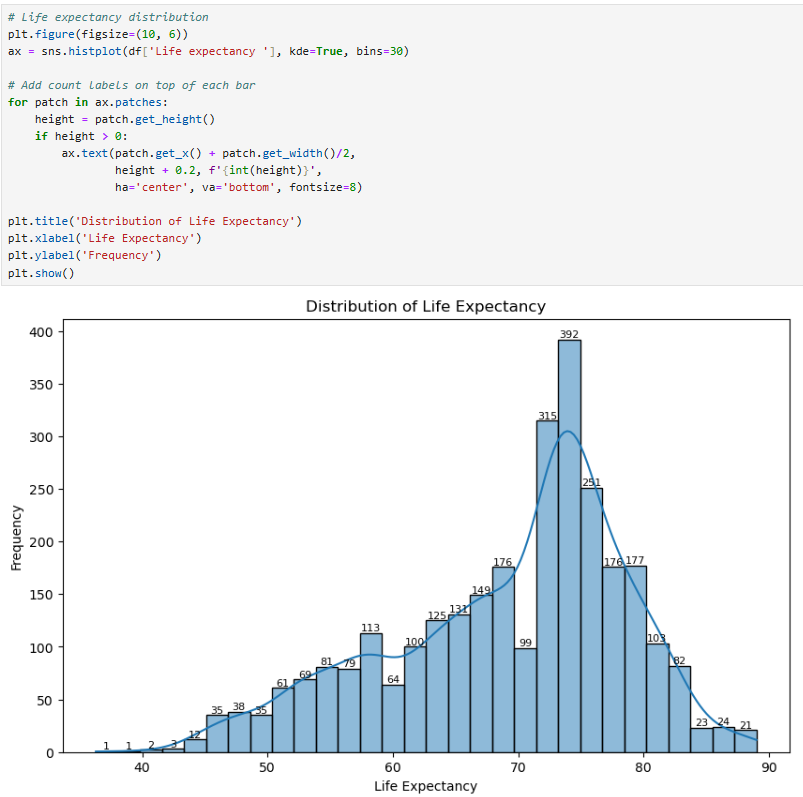 # Life expectancy distribution
plt.figure(figsize=(10, 6))
ax = sns.histplot(df['Life expectancy '], kde=True, bins=30)
# Add count labels on top of each bar
for patch in ax.patches:
    height = patch.get_height()
    if height > 0:
        ax.text(patch.get_x() + patch.get_width()/2,
                height + 0.2, f'{int(height)}',
                ha='center', va='bottom', fontsize=8)
plt.title('Distribution of Life Expectancy')
plt.xlabel('Life Expectancy')
plt.ylabel('Frequency')
plt.show()
Distribution of Life Expectancy
Frequency
400
350
300
250
200
150
100
50
0
1 1 2 3 12 35 38 35 61 69 81 79 113 64 100 125 131 149 176 99 315 392 251 176 177 103 82 23 24 21
40 50 60 70 80 90
Life Expectancy